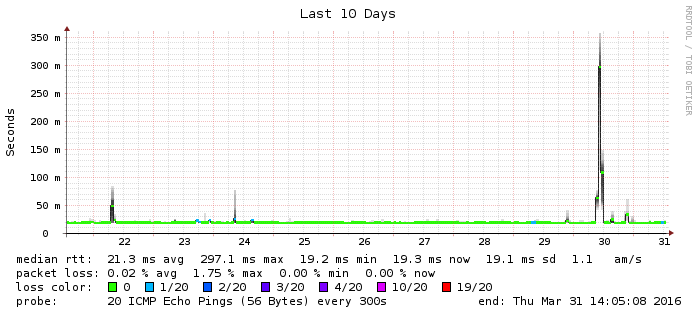 Last 10 Days
RRDTOOL / TOBI OETIKER
Seconds
350 m
300 m
250 m
200 m
150 m
100 m
50 m
0
22 23 24 25 26 27 28 29 30 31
median rtt: 21.3 ms avg 297.1 ms max 19.2 ms min 19.3 ms now 19.1 ms sd 1.1 am/s
packet loss: 0.02 % avg 1.75 % max 0.00 % min 0.00 % now
loss color: 0 1/20 2/20 3/20 4/20 10/20 19/20
probe: 20 ICMP Echo Pings (56 Bytes) every 300s end: Thu Mar 31 14:05:08 2016